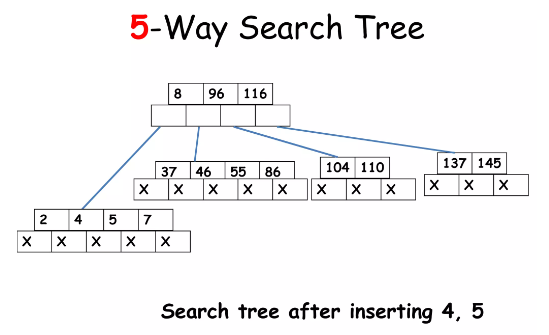 5-Way Search Tree
8 96 116
37 46 55 86
X X X X X
104 110
X X X
137 145
X X X
2 4 5 7
X X X X X
Search tree after inserting 4, 5